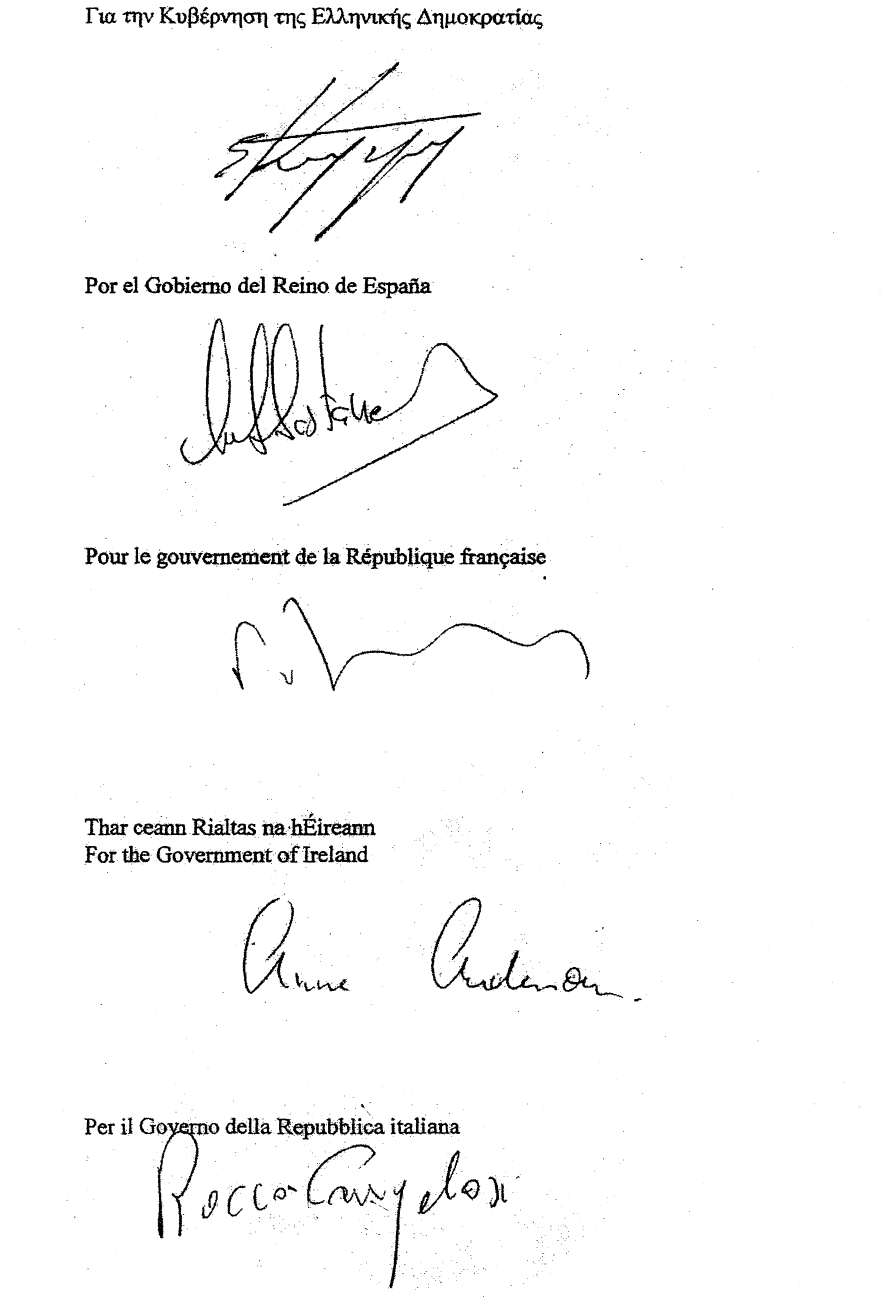 Για την Κυβέρνηση της Ελληνικής Δημοκρατίας
Por el Gobierno del Reino de España
Pour le gouvernement de la République française
Thar ceann Rialtas na hÉireann
For the Government of Ireland
Anne Anderson.
Per il Governo della Repubblica italiana
Rocco Cangelosi